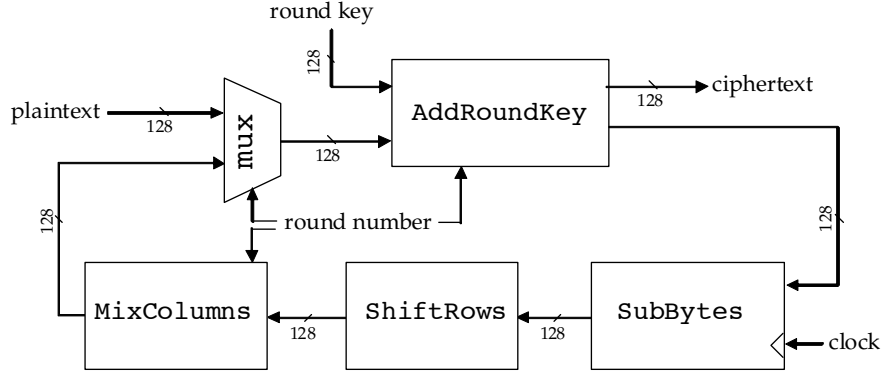 round key
128
plaintext
128
mux
128
AddRoundKey
128
ciphertext
128
round number
128
MixColumns
128
ShiftRows
128
SubBytes
clock